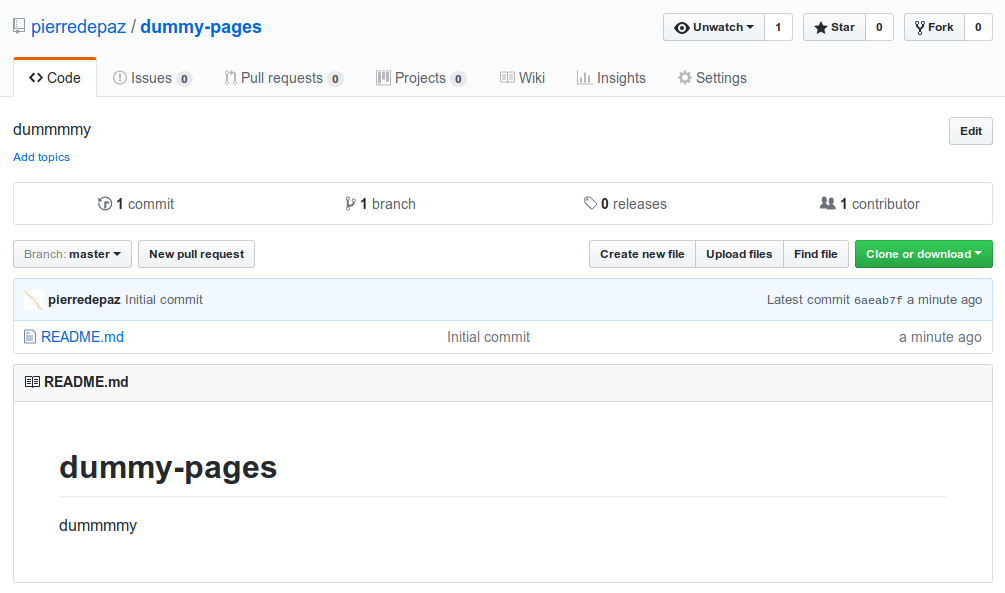 pierredepaz / dummy-pages Unwatch 1 Star 0 Fork 0
Code Issues 0 Pull requests 0 Projects 0 Wiki Insights Settings
dummmmy Edit
Add topics
1 commit 1 branch 0 releases 1 contributor
Branch: master New pull request Create new file Upload files Find file Clone or download
pierredepaz Initial commit Latest commit 6aeab7f a minute ago
README.md Initial commit a minute ago
README.md
dummy-pages
dummmmy